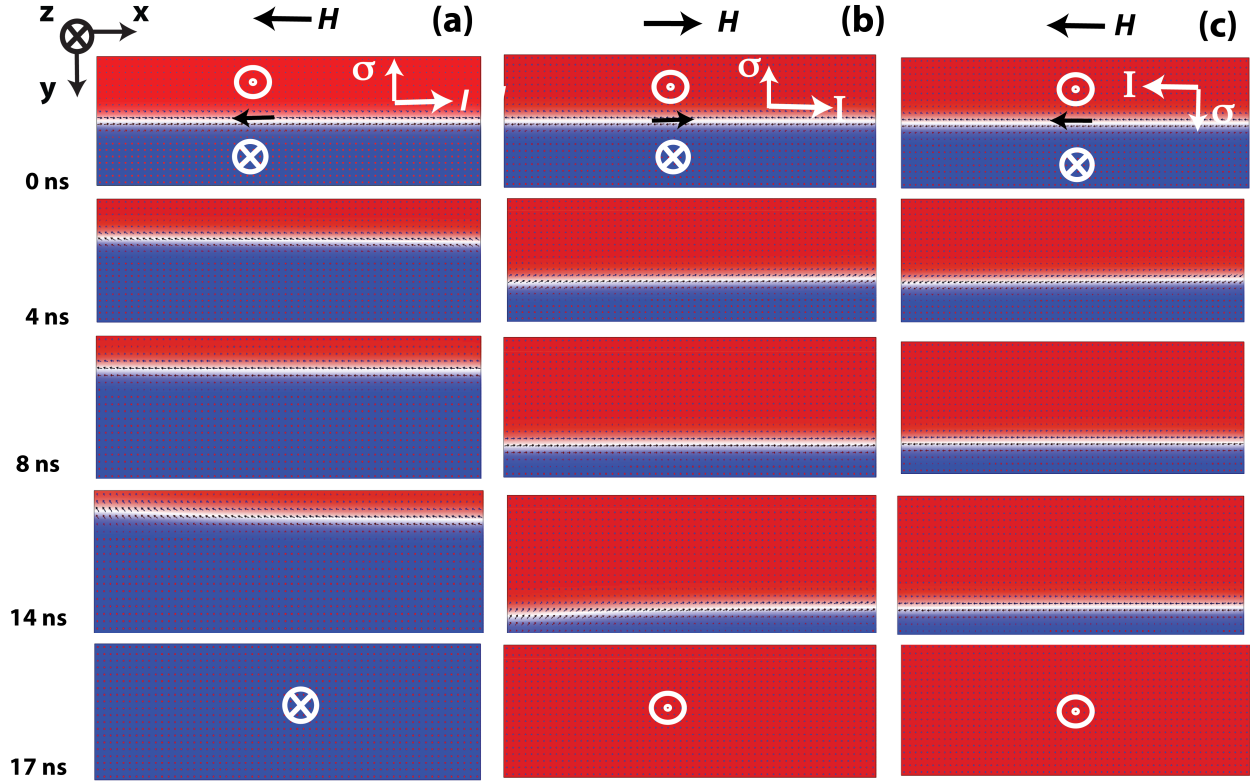 z x H (a) H (b) H (c)
y σ I σ I I σ
0 ns
4 ns
8 ns
14 ns
17 ns